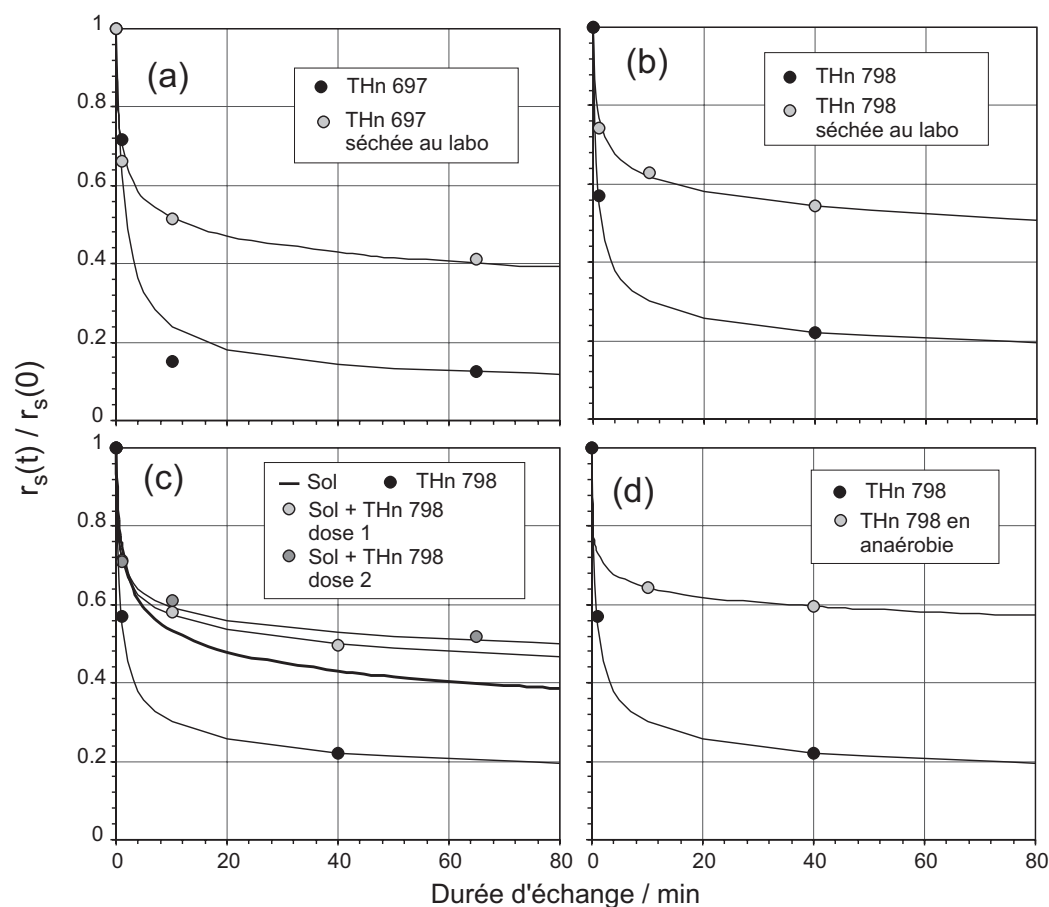 (a)
THn 697
THn 697
séchée au labo
(b)
THn 798
THn 798
séchée au labo
1
0.8
0.6
0.4
0.2
0
r_s(t) / r_s(0)
(c)
Sol
THn 798
Sol + THn 798
dose 1
Sol + THn 798
dose 2
(d)
THn 798
THn 798 en
anaérobie
1
0.8
0.6
0.4
0.2
0
0 20 40 60 80
0 20 40 60 80
Durée d'échange / min